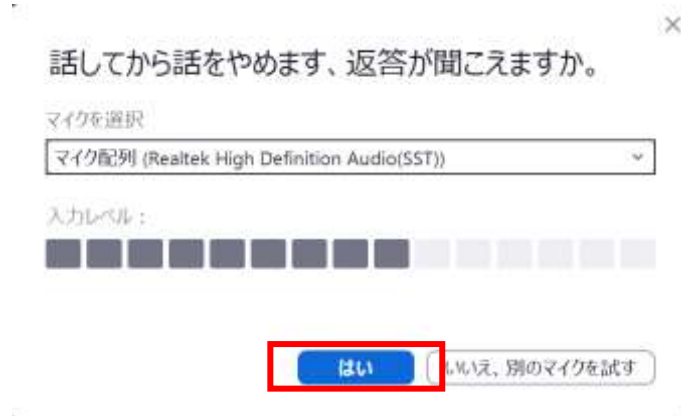 話してから話をやめます、返答が聞こえますか。
マイクを選択
マイク配列 (Realtek High Definition Audio(SST))
入力レベル：
はい
いいえ、別のマイクを試す